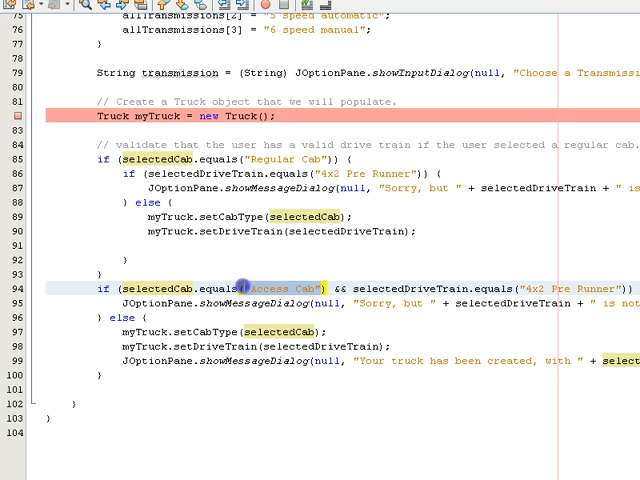 75 allTransmissions[2] = "5 speed automatic";
76 allTransmissions[3] = "6 speed manual";
77 }
78
79 String transmission = (String) JOptionPane.showInputDialog(null, "Choose a Transmissi
80
81 // Create a Truck object that we will populate.
Truck myTruck = new Truck();
83
84 // validate that the user has a valid drive train if the user selected a regular cab.
85 if (selectedCab.equals("Regular Cab")) {
86 if (selectedDriveTrain.equals("4x2 Pre Runner")) {
87 JOptionPane.showMessageDialog(null, "Sorry, but " + selectedDriveTrain + " is
88 } else {
89 myTruck.setCabType(selectedCab);
90 myTruck.setDriveTrain(selectedDriveTrain);
91
92 }
93 }
94 if (selectedCab.equals("Access Cab") && selectedDriveTrain.equals("4x2 Pre Runner"))
95 JOptionPane.showMessageDialog(null, "Sorry, but " + selectedDriveTrain + " is not
96 } else {
97 myTruck.setCabType(selectedCab);
98 myTruck.setDriveTrain(selectedDriveTrain);
99 JOptionPane.showMessageDialog(null, "Your truck has been created, with " + select
100 }
101
102 }
103 }
104